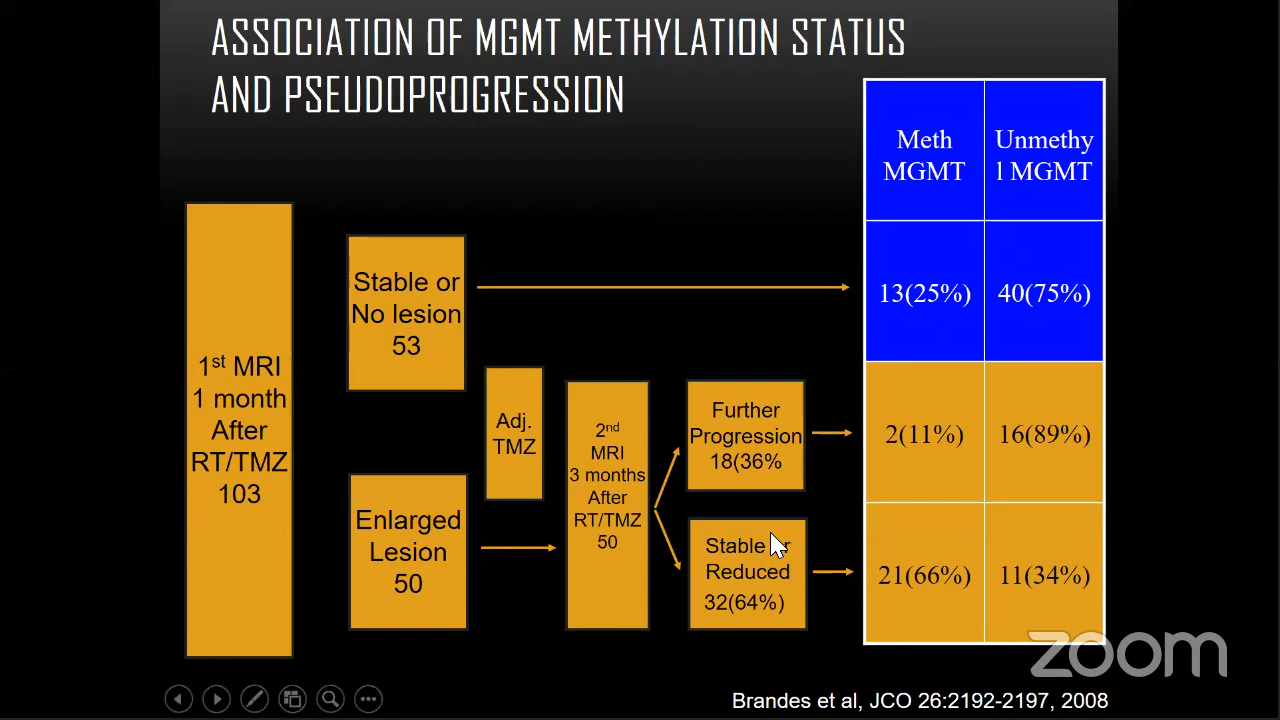 ASSOCIATION OF MGMT METHYLATION STATUS
AND PSEUDOPROGRESSION
Meth
MGMT
Unmethy
l MGMT
1st MRI
1 month
After
RT/TMZ
103
Stable or
No lesion
53
13(25%)
40(75%)
Adj.
TMZ
Enlarged
Lesion
50
2nd
MRI
3 months
After
RT/TMZ
50
Further
Progression
18(36%
2(11%)
16(89%)
Stable or
Reduced
32(64%)
21(66%)
11(34%)
zoom
Brandes et al, JCO 26:2192-2197, 2008